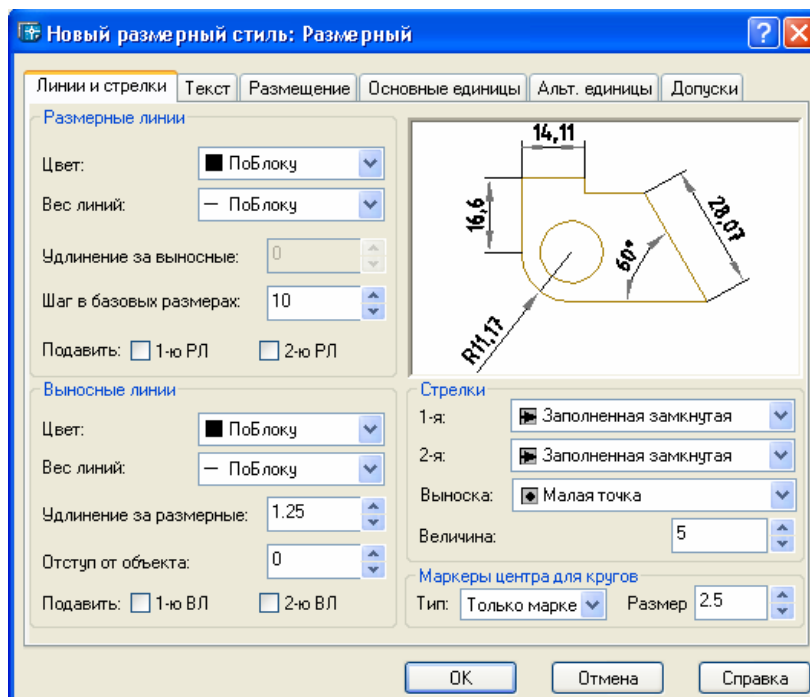 Новый размерный стиль: Размерный
Линии и стрелки Текст Размещение Основные единицы Альт. единицы Допуски
Размерные линии
Цвет: ПоБлоку
Вес линий: ПоБлоку
Удлинение за выносные: 0
Шаг в базовых размерах: 10
Подавить: 1-ю РЛ 2-ю РЛ
14,11
16,6
28,07
60°
R11,17
Выносные линии
Цвет: ПоБлоку
Вес линий: ПоБлоку
Удлинение за размерные: 1.25
Отступ от объекта: 0
Подавить: 1-ю ВЛ 2-ю ВЛ
Стрелки
1-я: Заполненная замкнутая
2-я: Заполненная замкнутая
Выноска: Малая точка
Величина: 5
Маркеры центра для кругов
Тип: Только марке Размер 2.5
OK Отмена Справка